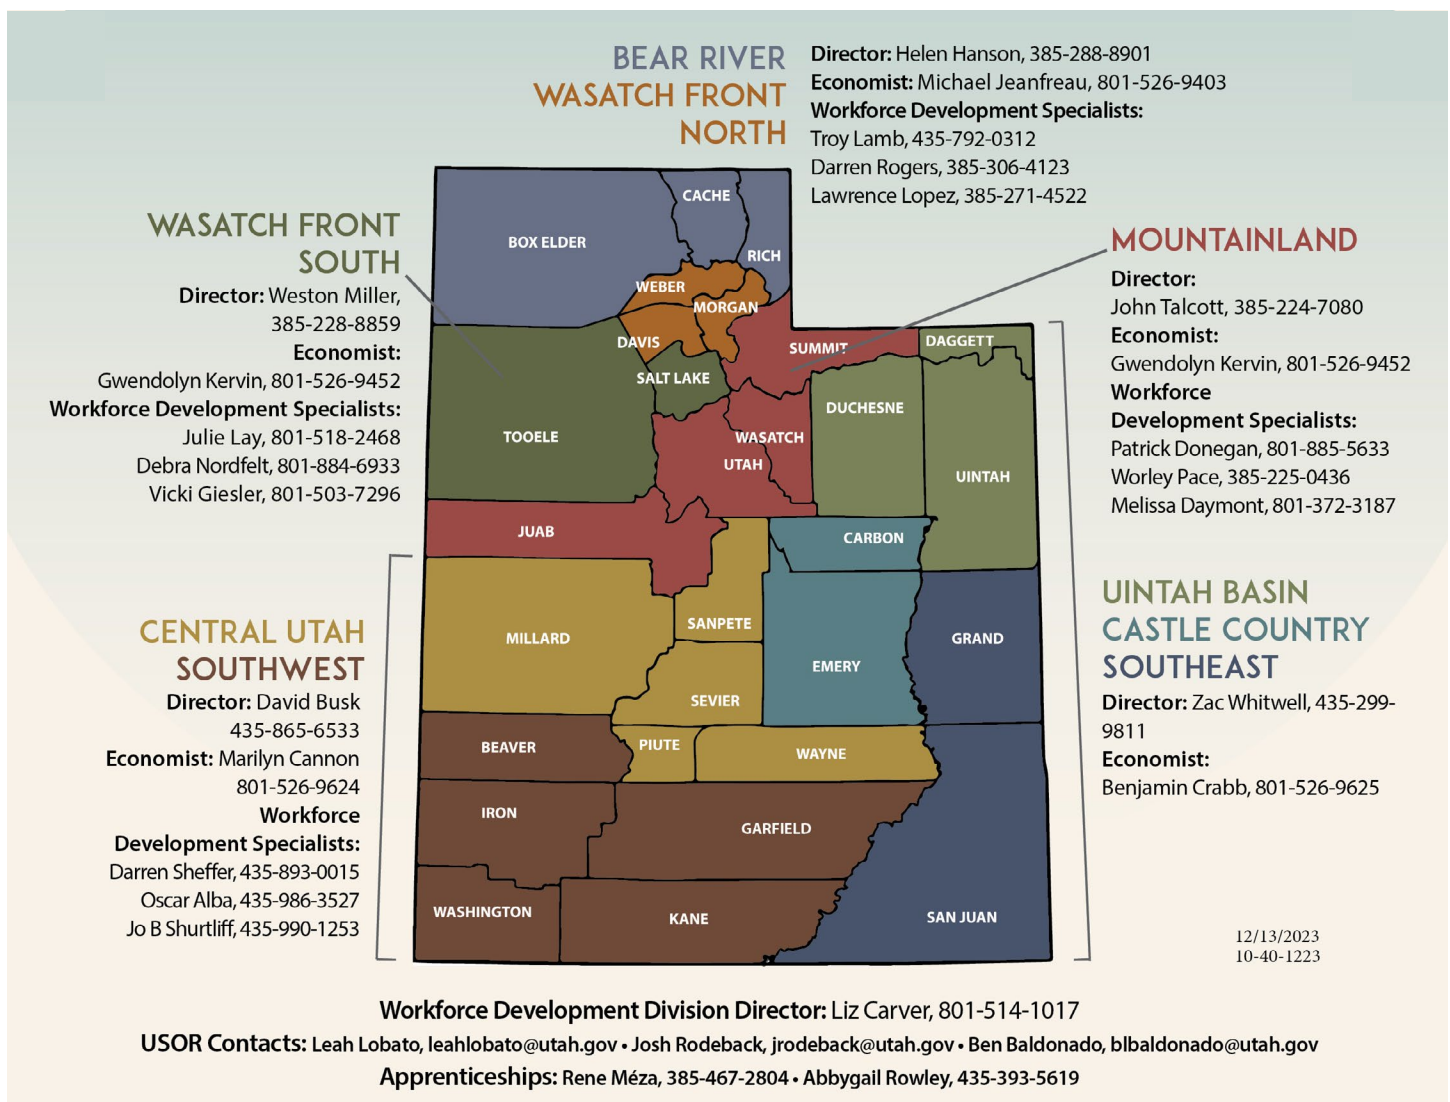 BEAR RIVER
WASATCH FRONT
NORTH
Director: Helen Hanson, 385-288-8901
Economist: Michael Jeanfreau, 801-526-9403
Workforce Development Specialists:
Troy Lamb, 435-792-0312
Darren Rogers, 385-306-4123
Lawrence Lopez, 385-271-4522
WASATCH FRONT
SOUTH
Director: Weston Miller,
385-228-8859
Economist:
Gwendolyn Kervin, 801-526-9452
Workforce Development Specialists:
Julie Lay, 801-518-2468
Debra Nordfelt, 801-884-6933
Vicki Giesler, 801-503-7296
MOUNTAINLAND
Director:
John Talcott, 385-224-7080
Economist:
Gwendolyn Kervin, 801-526-9452
Workforce
Development Specialists:
Patrick Donegan, 801-885-5633
Worley Pace, 385-225-0436
Melissa Daymont, 801-372-3187
CACHE
BOX ELDER
RICH
WEBER
MORGAN
DAVIS
SUMMIT
DAGGETT
SALT LAKE
DUCHESNE
TOOELE
WASATCH
UTAH
UINTAH
JUAB
CARBON
SANPETE
MILLARD
GRAND
EMERY
SEVIER
PIUTE
BEAVER
WAYNE
IRON
GARFIELD
WASHINGTON
KANE
SAN JUAN
CENTRAL UTAH
SOUTHWEST
Director: David Busk
435-865-6533
Economist: Marilyn Cannon
801-526-9624
Workforce
Development Specialists:
Darren Sheffer, 435-893-0015
Oscar Alba, 435-986-3527
Jo B Shurtliff, 435-990-1253
UINTAH BASIN
CASTLE COUNTRY
SOUTHEAST
Director: Zac Whitwell, 435-299-
9811
Economist:
Benjamin Crabb, 801-526-9625
12/13/2023
10-40-1223
Workforce Development Division Director: Liz Carver, 801-514-1017
USOR Contacts: Leah Lobato, leahlobato@utah.gov • Josh Rodeback, jrodeback@utah.gov • Ben Baldonado, blbaldonado@utah.gov
Apprenticeships: Rene Méza, 385-467-2804 • Abbygail Rowley, 435-393-5619